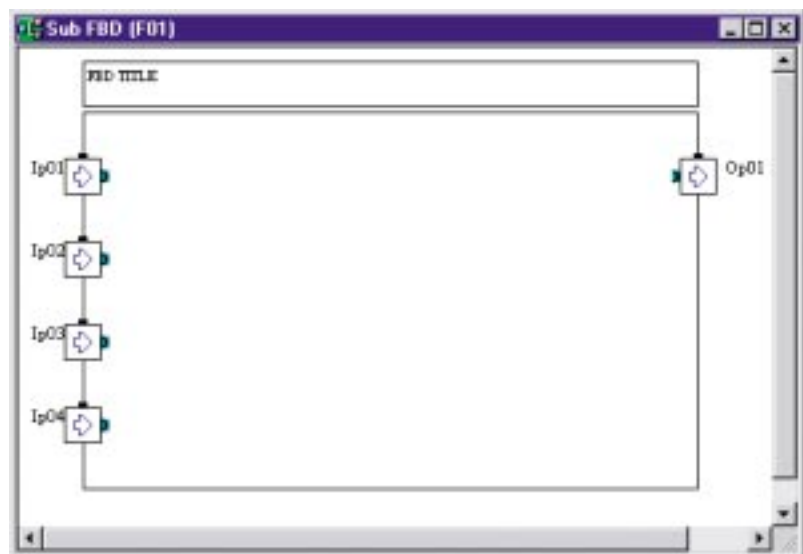 Sub FBD (F01)
FBD TITLE
Ip01
Op01
Ip02
Ip03
Ip04